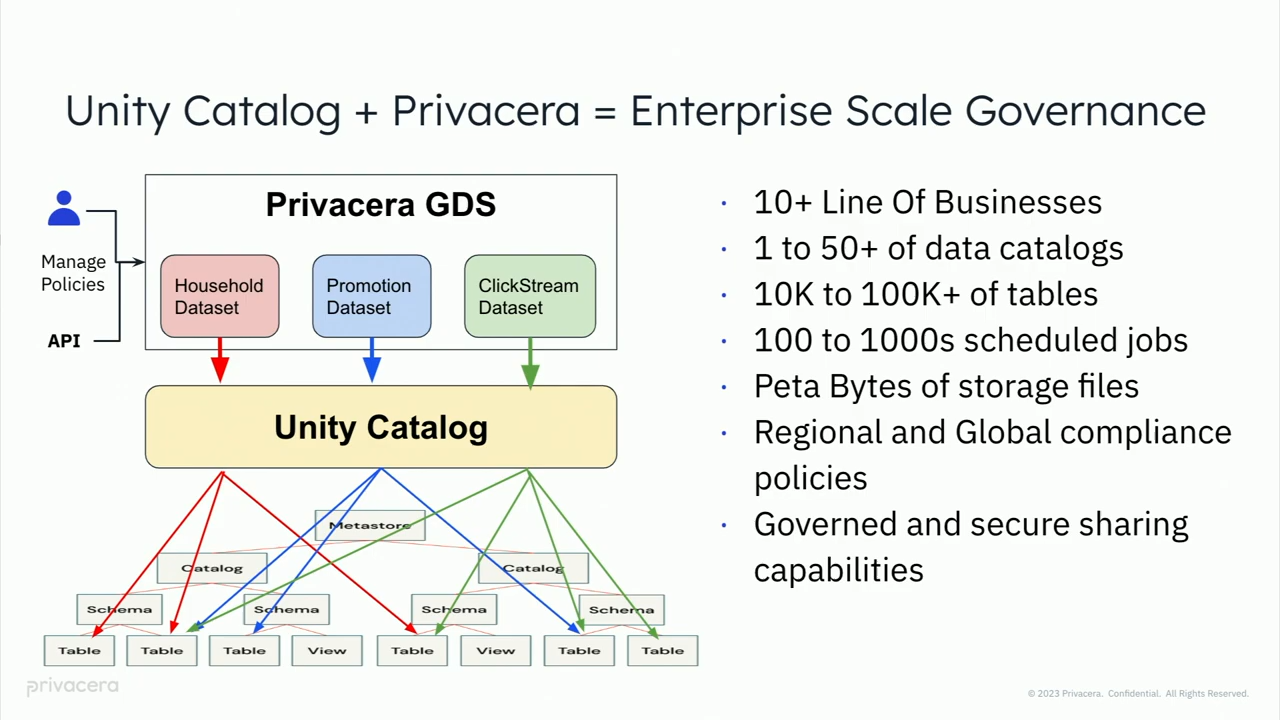 Unity Catalog + Privacera = Enterprise Scale Governance
Privacera GDS
Manage
Policies
API
Household
Dataset
Promotion
Dataset
ClickStream
Dataset
Unity Catalog
Metastore
Catalog
Catalog
Schema
Schema
Schema
Schema
Table
Table
Table
View
Table
View
Table
Table
· 10+ Line Of Businesses
· 1 to 50+ of data catalogs
· 10K to 100K+ of tables
· 100 to 1000s scheduled jobs
· Peta Bytes of storage files
· Regional and Global compliance
policies
· Governed and secure sharing
capabilities
privacera
© 2023 Privacera. Confidential. All Rights Reserved.